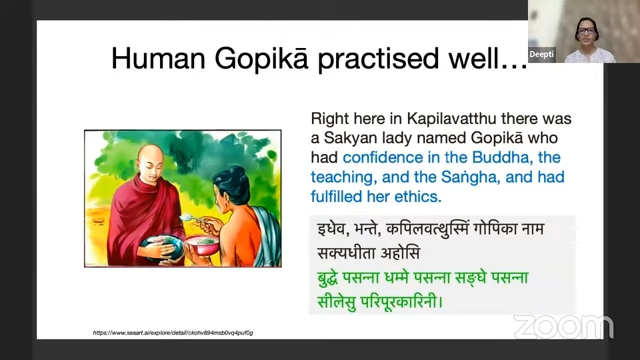 Deepti
Human Gopikā practised well…
Right here in Kapilavatthu there was
a Sakyan lady named Gopikā who
had confidence in the Buddha, the
teaching, and the Saṅgha, and had
fulfilled her ethics.
इधेव, भन्ते, कपिलवत्थुस्मिं गोपिका नाम
सक्यधीता अहोसि
बुद्धे पसन्ना धम्मे पसन्ना सङ्घे पसन्ना
सीलेसु परिपूरकारिनी।
https://www.seaart.ai/explore/detail/ckohv894msb0vq4puf0g
zoom